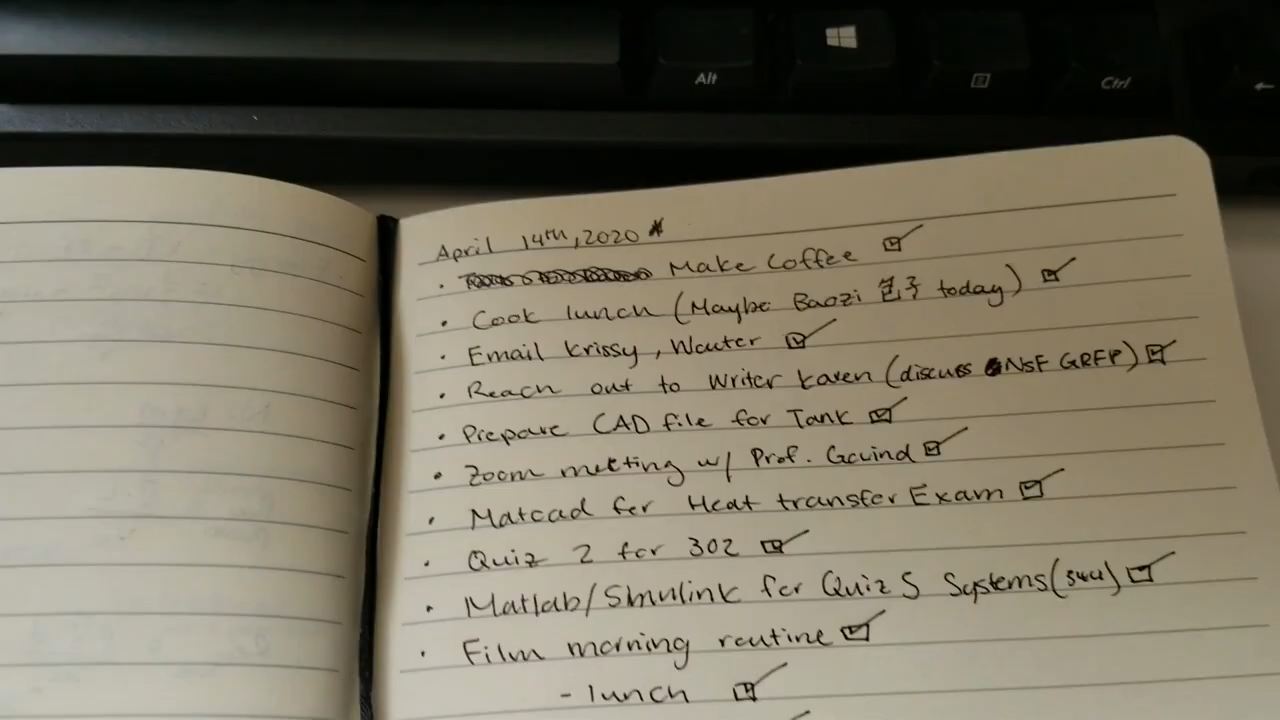 Alt
Ctrl
April 14th, 2020 *
• Make Coffee ☑
• Cook lunch (Maybe Baozi 包子 today) ☑
• Email Krissy, Wouter ☑
• Reach out to Writer Karen (discuss NSF GRFP) ☑
• Prepare CAD file for Tank ☑
• Zoom meeting w/ Prof. Govind ☑
• Matcad for Heat transfer Exam ☑
• Quiz 2 for 302 ☑
• Matlab/Simulink for Quiz 5 Systems (344) ☑
• Film morning routine ☑
- lunch ☑